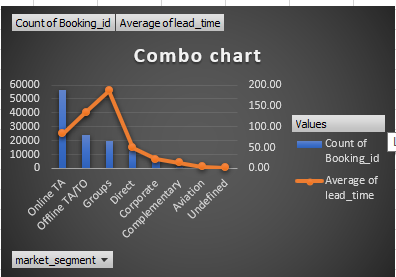 Count of Booking_id Average of lead_time
Combo chart
60000
50000
40000
30000
20000
10000
0
200.00
150.00
100.00
50.00
0.00
Online TA
Offline TA/TO
Groups
Direct
Corporate
Complementary
Aviation
Undefined
Values
Count of
Booking_id
Average of
lead_time
market_segment